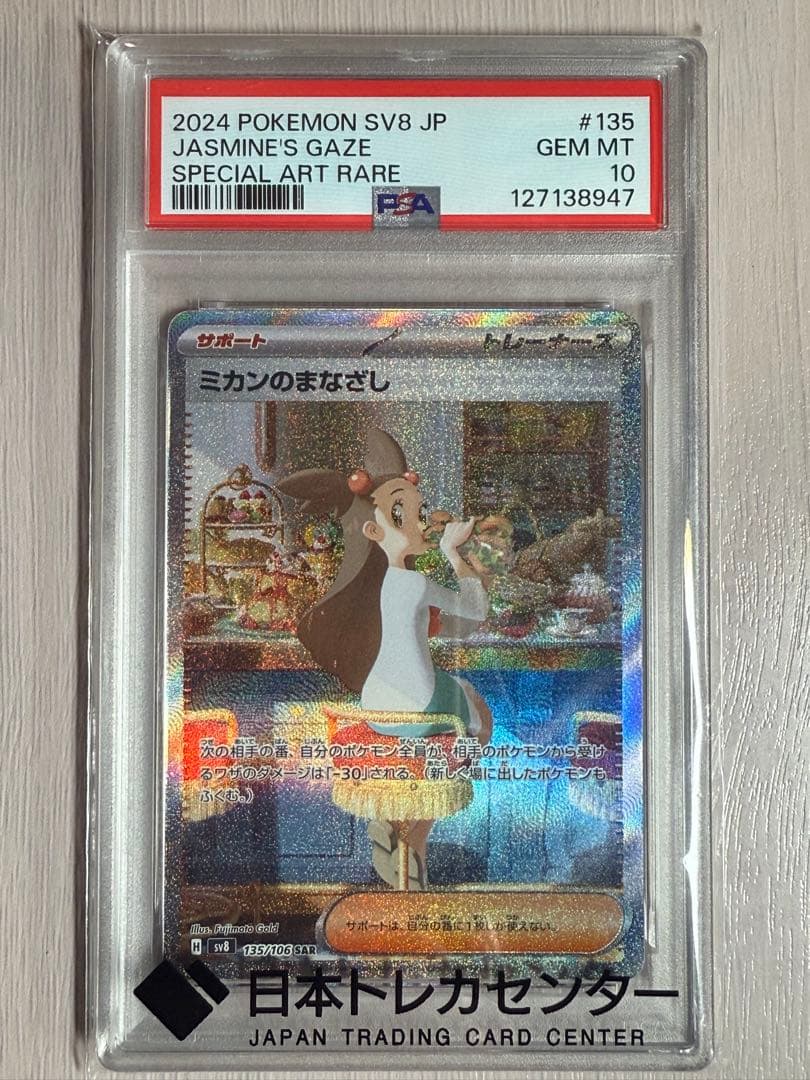 2024 POKEMON SV8 JP #135
JASMINE'S GAZE GEM MT
SPECIAL ART RARE 10
PSA 127138947
サポート トレーナーズ
ミカンのまなざし
次の相手の番、自分のポケモン全員が、相手のポケモンから受け
るワザのダメージは「-30」される。(新しく場に出したポケモンも
ふくむ。)
サポートは、自分の番に1枚しか使えない。
Illus. Fujimoto Gold
H SV8 135/106 SAR
日本トレカセンター
JAPAN TRADING CARD CENTER